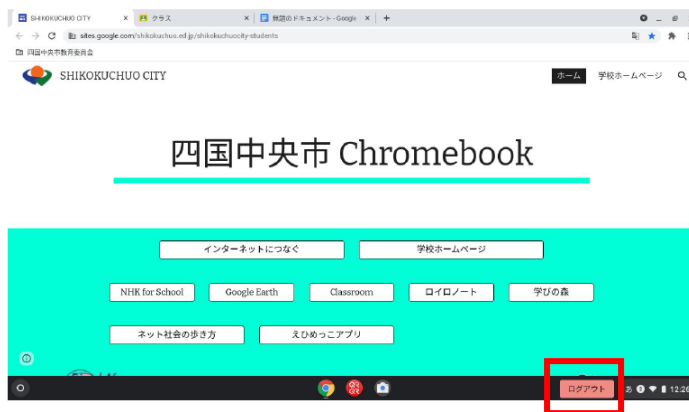 SHIKOKUCHUO CITY
クラス
無題のドキュメント - Google
sites.google.com/shikokuchuo.ed.jp/shikokuchuocity-students
四国中央市教育委員会
SHIKOKUCHUO CITY
ホーム 学校ホームページ
四国中央市 Chromebook
インターネットにつなぐ 学校ホームページ
NHK for School Google Earth Classroom ロイロノート 学びの森
ネット社会の歩き方 えひめっこアプリ
ログアウト あ 12:26